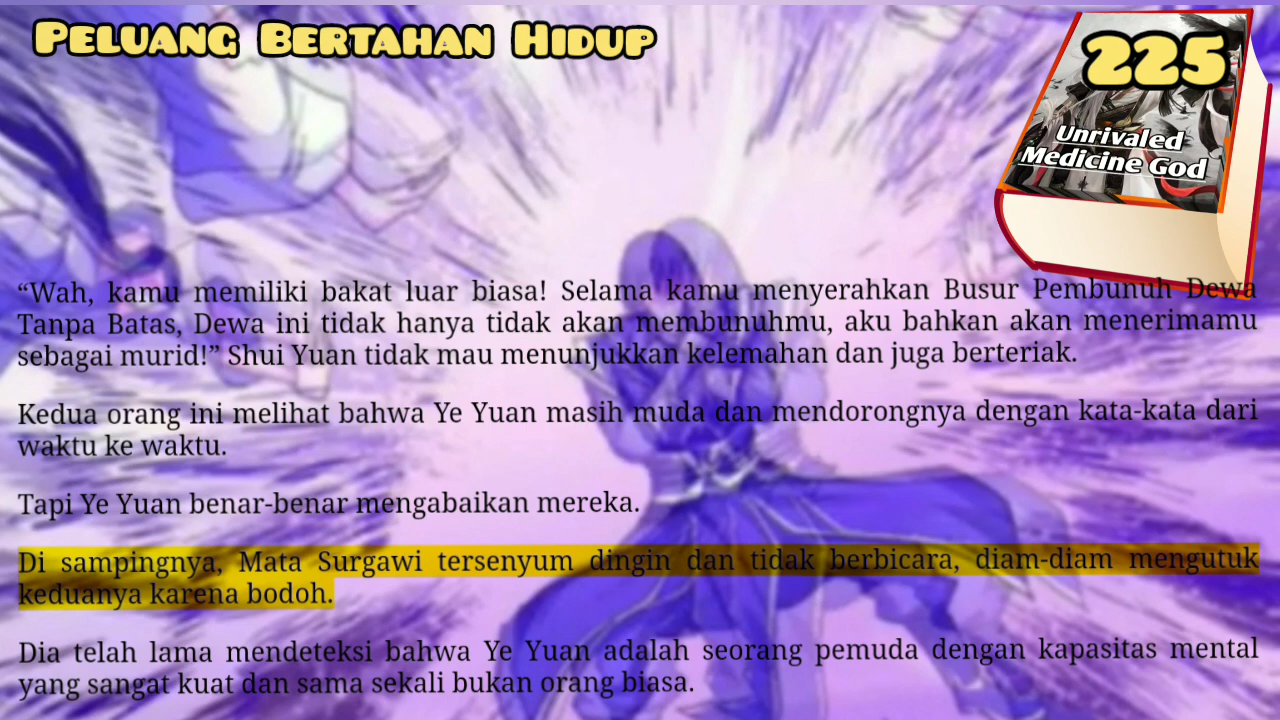 Peluang Bertahan Hidup
225
Unrivaled
Medicine God
“Wah, kamu memiliki bakat luar biasa! Selama kamu menyerahkan Busur Pembunuh Dewa
Tanpa Batas, Dewa ini tidak hanya tidak akan membunuhmu, aku bahkan akan menerimamu
sebagai murid!” Shui Yuan tidak mau menunjukkan kelemahan dan juga berteriak.
Kedua orang ini melihat bahwa Ye Yuan masih muda dan mendorongnya dengan kata-kata dari
waktu ke waktu.
Tapi Ye Yuan benar-benar mengabaikan mereka.
Di sampingnya, Mata Surgawi tersenyum dingin dan tidak berbicara, diam-diam mengutuk
keduanya karena bodoh.
Dia telah lama mendeteksi bahwa Ye Yuan adalah seorang pemuda dengan kapasitas mental
yang sangat kuat dan sama sekali bukan orang biasa.